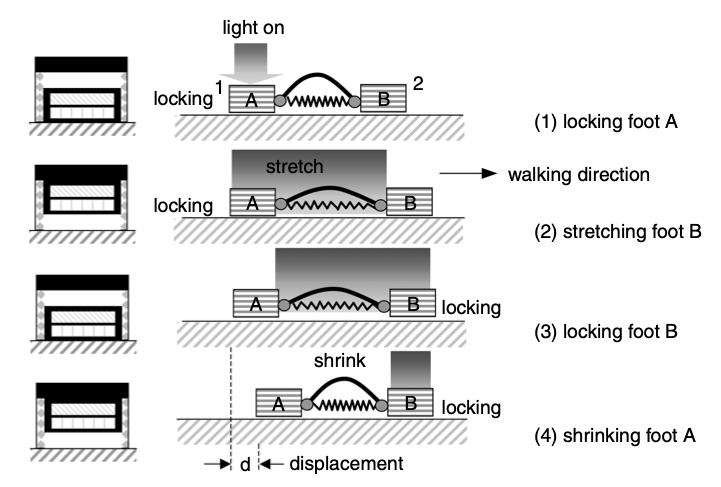 light on
1
2
locking
A
B
(1) locking foot A
stretch
walking direction
locking
A
B
(2) stretching foot B
A
B
locking
(3) locking foot B
shrink
A
B
locking
(4) shrinking foot A
d
displacement